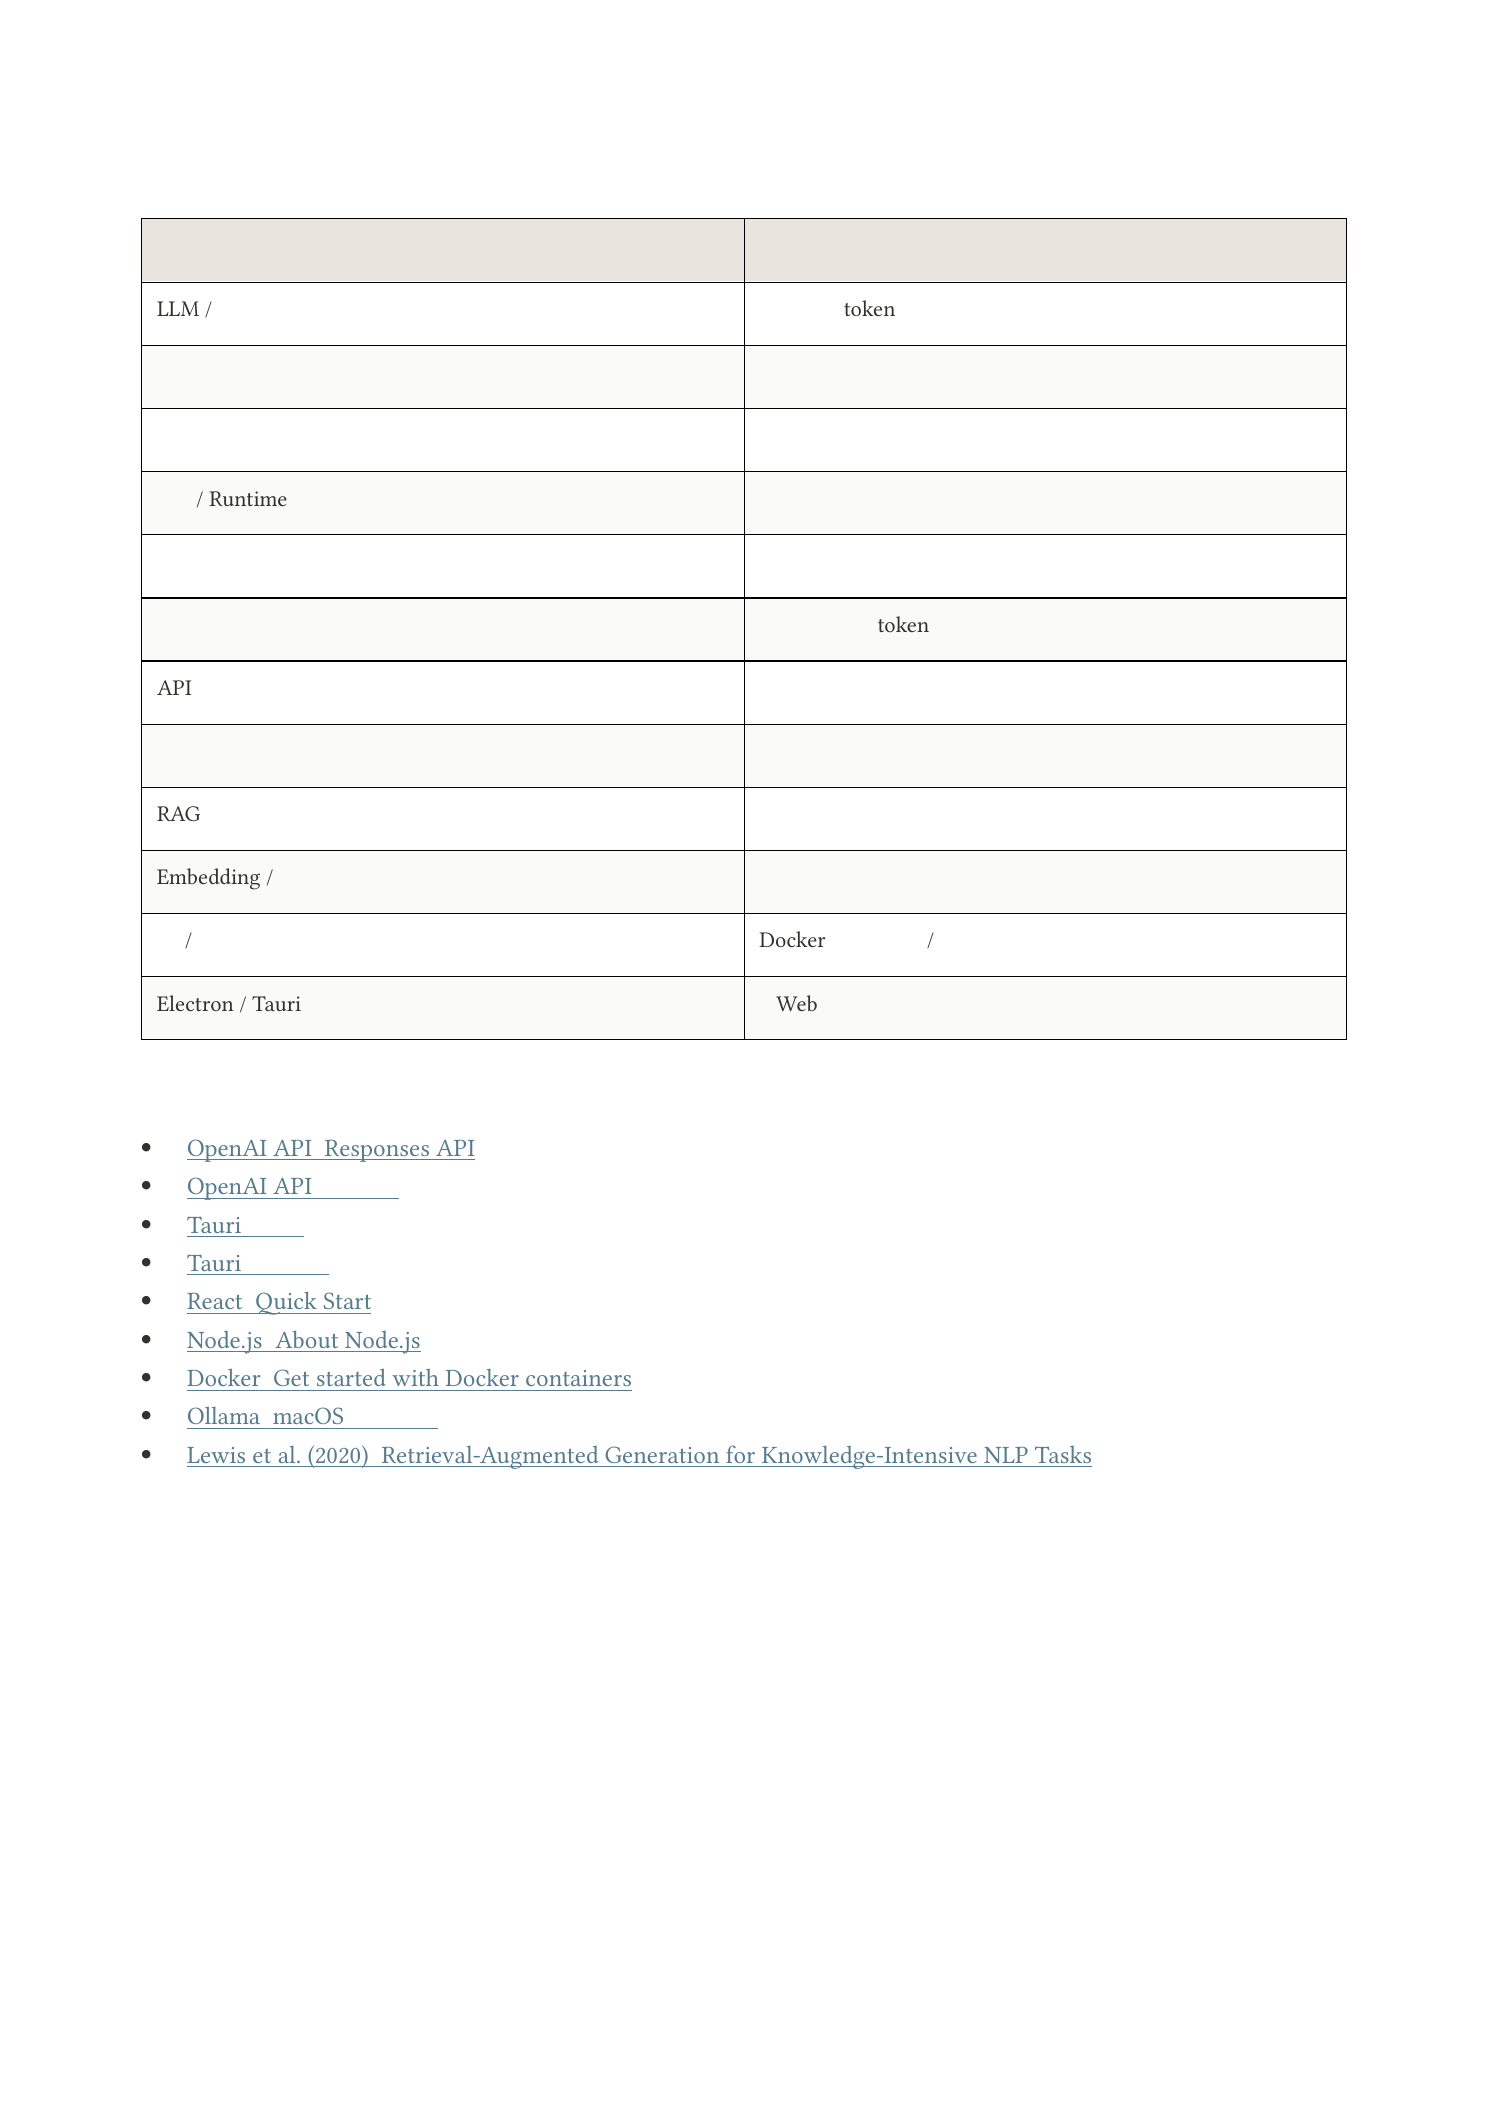 LLM / token
/ Runtime
token
API
RAG
Embedding /
/ Docker /
Electron / Tauri Web
• OpenAI API Responses API
• OpenAI API
• Tauri
• Tauri
• React Quick Start
• Node.js About Node.js
• Docker Get started with Docker containers
• Ollama macOS
• Lewis et al. (2020) Retrieval-Augmented Generation for Knowledge-Intensive NLP Tasks